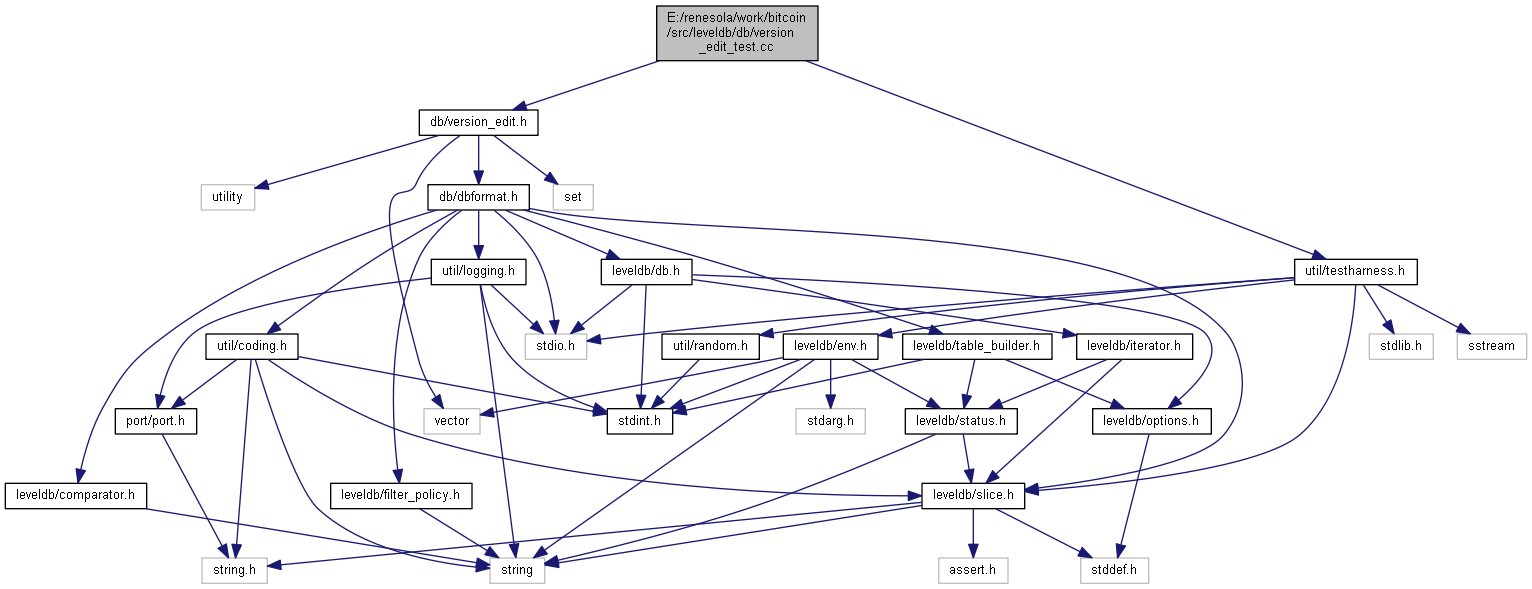 E:/renesola/work/bitcoin
/src/leveldb/db/version
_edit_test.cc
db/version_edit.h
utility
db/dbformat.h
set
util/logging.h
leveldb/db.h
util/testharness.h
util/coding.h
stdio.h
util/random.h
leveldb/env.h
leveldb/table_builder.h
leveldb/iterator.h
stdlib.h
sstream
port/port.h
vector
stdint.h
stdarg.h
leveldb/status.h
leveldb/options.h
leveldb/comparator.h
leveldb/filter_policy.h
leveldb/slice.h
string.h
string
assert.h
stddef.h